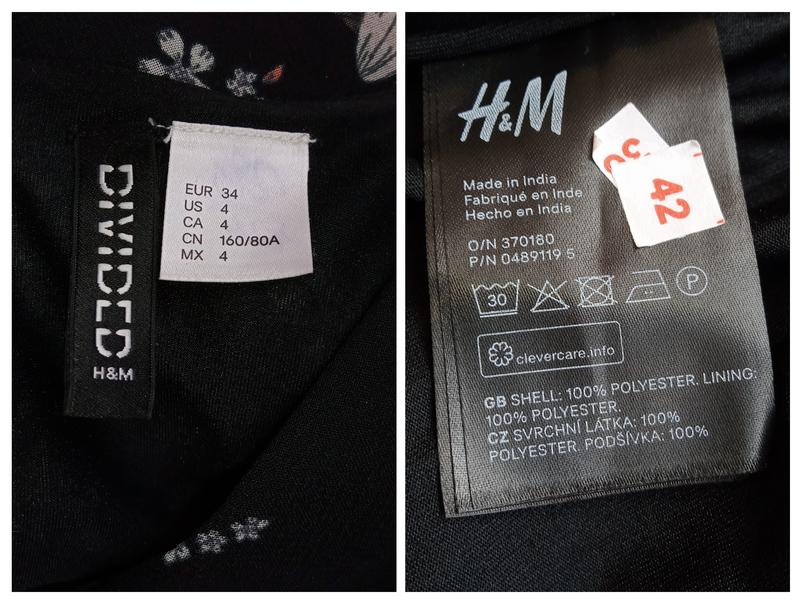 DIVIDED
H&M
EUR 34
US 4
CA 4
CN 160/80A
MX 4
H&M
42
Made in India
Fabriqué en Inde
Hecho en India
O/N 370180
P/N 0489119 5
30
P
clevercare.info
GB SHELL: 100% POLYESTER. LINING:
100% POLYESTER.
CZ SVRCHNÍ LÁTKA: 100%
POLYESTER. PODŠÍVKA: 100%